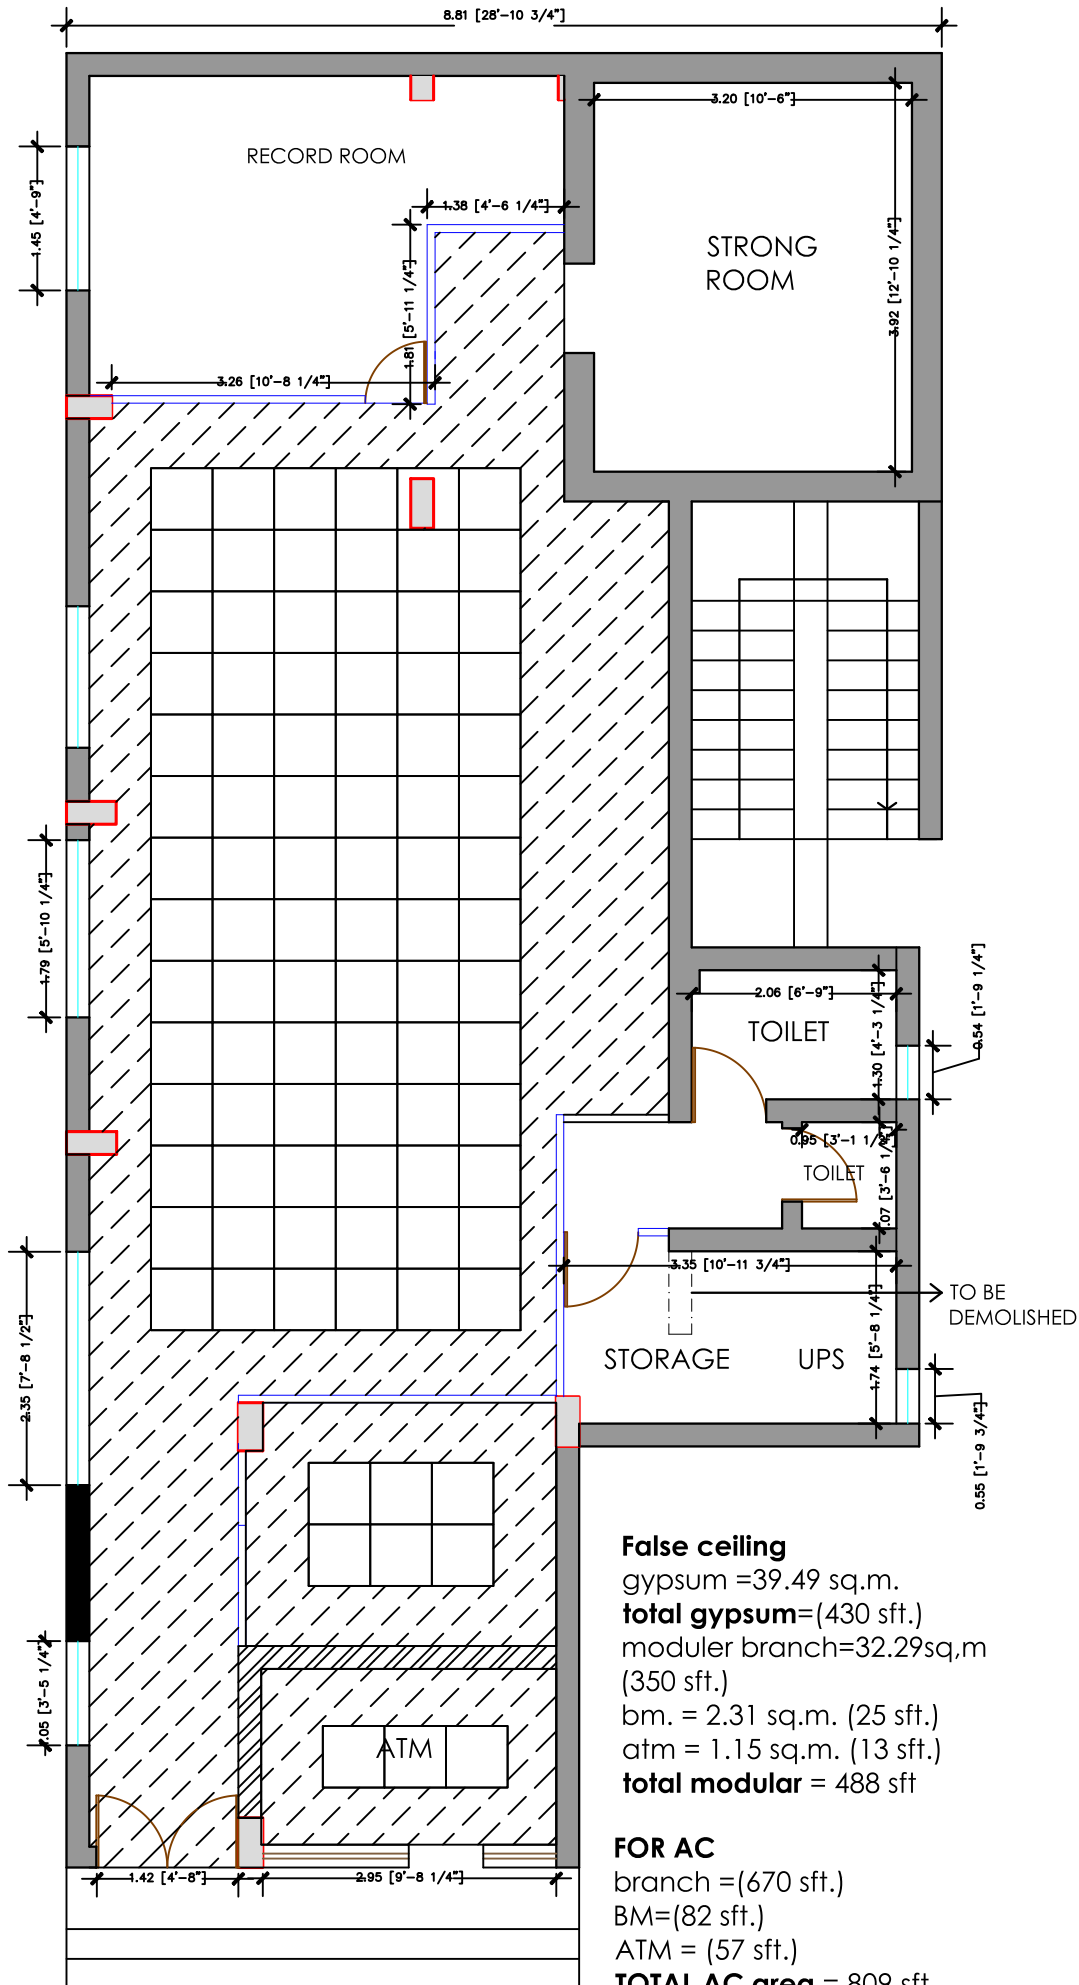 8.81 [28'-10 3/4"]
3.20 [10'-6"]
RECORD ROOM
1.45 [4'-9"]
1.38 [4'-6 1/4"]
STRONG
ROOM
3.92 [12'-10 1/4"]
1.81 [5'-11 1/4"]
3.26 [10'-8 1/4"]
1.79 [5'-10 1/4"]
2.06 [6'-9"]
0.54 [1'-9 1/4"]
TOILET
1.30 [4'-3 1/4"]
0.95 [3'-1 1/2"]
TOILET
.07 [3'-6 1/4"]
3.35 [10'-11 3/4"]
TO BE
DEMOLISHED
2.35 [7'-8 1/2"]
STORAGE
UPS
1.74 [5'-8 1/4"]
0.55 [1'-9 3/4"]
False ceiling
gypsum =39.49 sq.m.
total gypsum=(430 sft.)
moduler branch=32.29sq,m
(350 sft.)
bm. = 2.31 sq.m. (25 sft.)
atm = 1.15 sq.m. (13 sft.)
total modular = 488 sft
.05 [3'-5 1/4"]
ATM
FOR AC
branch =(670 sft.)
BM=(82 sft.)
ATM = (57 sft.)
TOTAL AC area = 809 sft
1.42 [4'-8"]
2.95 [9'-8 1/4"]